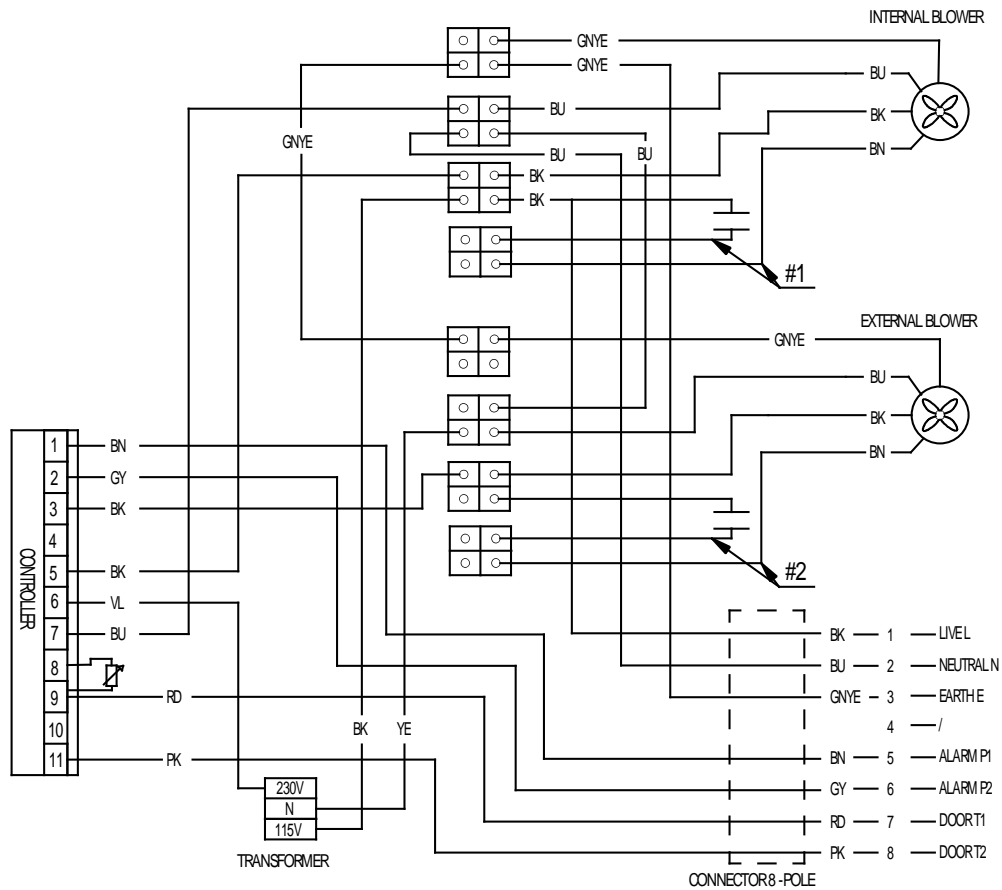 INTERNAL BLOWER
GNYE
GNYE
BU
BU
BK
GNYE
BU
BU
BN
BK
BK
#1
EXTERNAL BLOWER
GNYE
BU
BK
BN
#2
CONTROLLER
1 BN
2 GY
3 BK
4
5 BK
6 VL
7 BU
8
9 RD
10
11 PK
BK YE
230V
N
115V
TRANSFORMER
BK 1 LIVE L
BU 2 NEUTRAL N
GNYE 3 EARTH E
4 /
BN 5 ALARM P1
GY 6 ALARM P2
RD 7 DOOR T1
PK 8 DOOR T2
CONNECTOR 8 - POLE